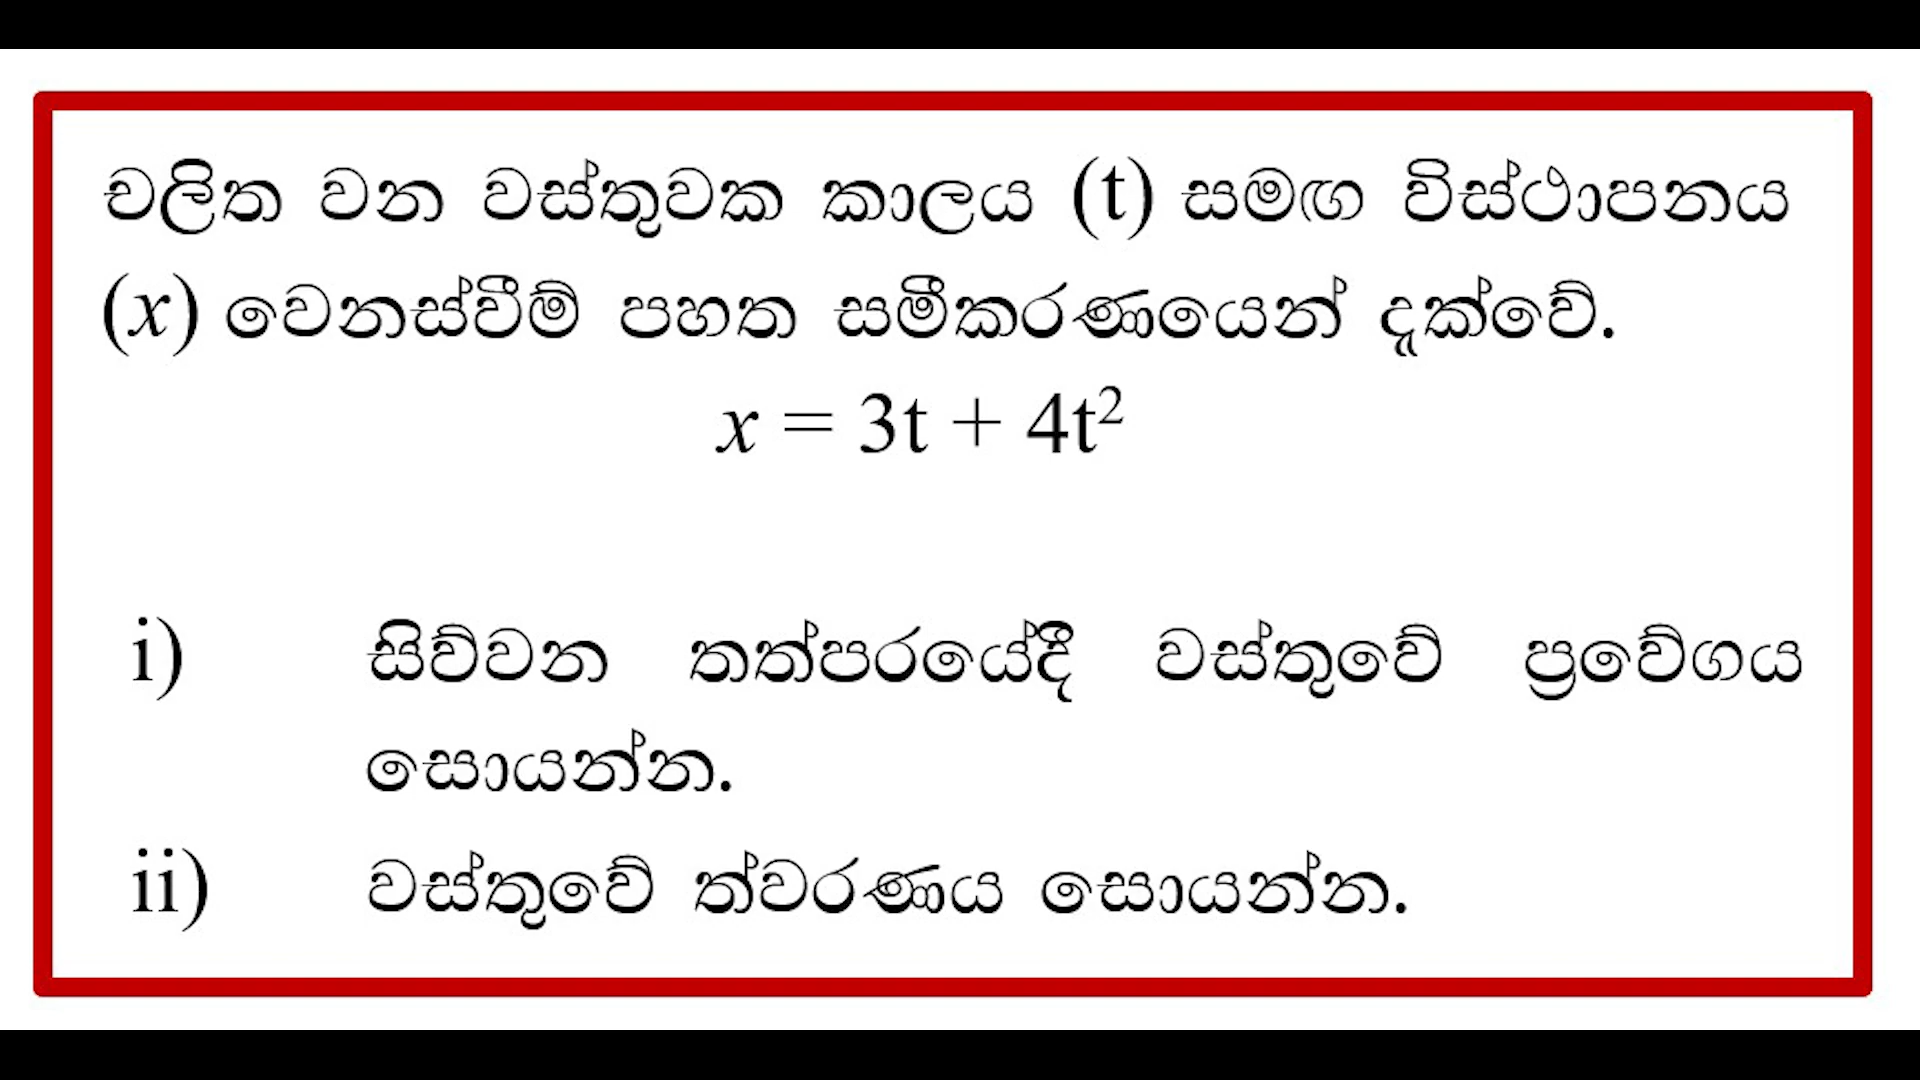 චලිත වන වස්තුවක කාලය (t) සමඟ විස්ථාපනය
(x) වෙනස්වීම් පහත සමීකරණයෙන් දැක්වේ.
x = 3t + 4t²
i) සිව්වන තත්පරයේදී වස්තුවේ ප්‍රවේගය
සොයන්න.
ii) වස්තුවේ ත්වරණය සොයන්න.